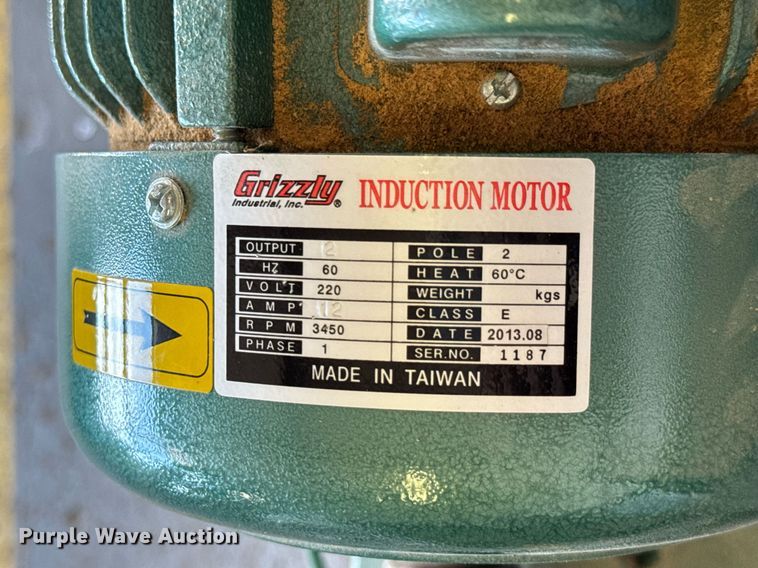 Grizzly
Industrial, Inc.®
INDUCTION MOTOR
OUTPUT 2
HZ 60
VOLT 220
AMP 12
RPM 3450
PHASE 1
POLE 2
HEAT 60°C
WEIGHT kgs
CLASS E
DATE 2013.08
SER.NO. 1187
MADE IN TAIWAN
Purple Wave Auction